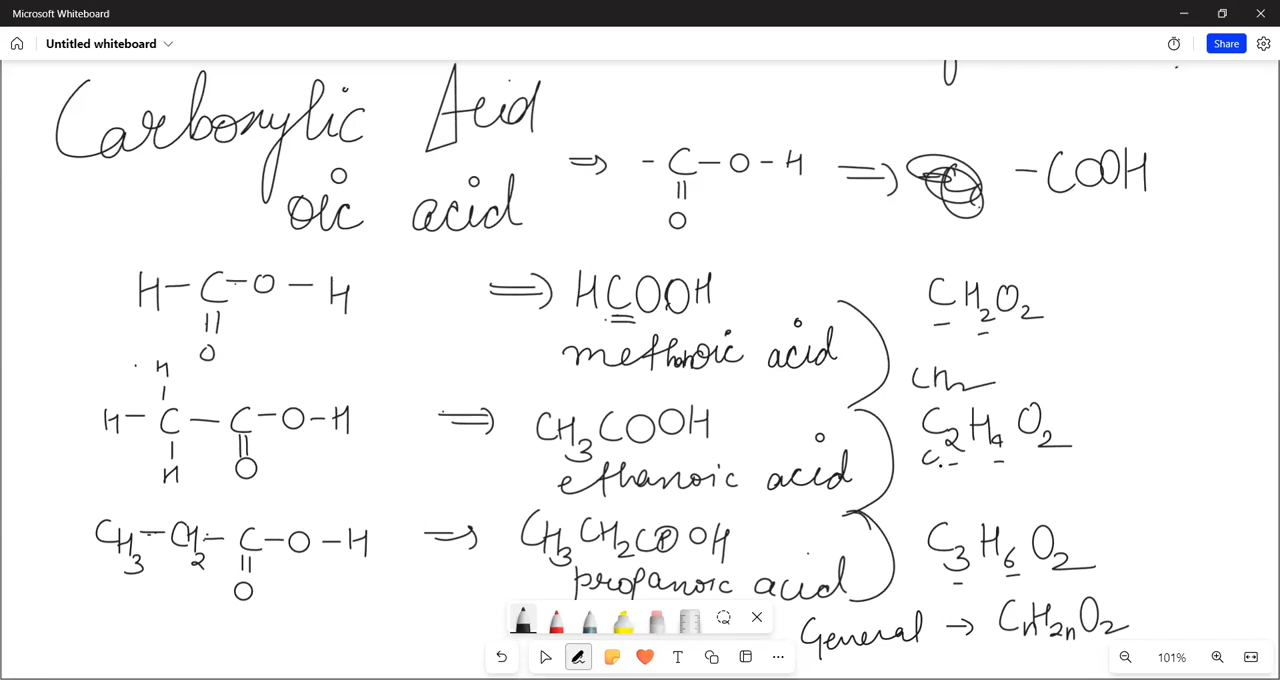 Microsoft Whiteboard
Untitled whiteboard
Share
Carboxylic Acid
oic acid ⇒ -C-O-H ⇒ -COOH
||
O
H-C-O-H ⇒ HCOOH CH₂O₂
||
O
methanoic acid
H
|
H-C-C-O-H ⇒ CH₃COOH C₂H₄O₂
| ||
H O
ethanoic acid
CH₃-CH₂-C-O-H ⇒ CH₃CH₂COOH C₃H₆O₂
||
O
propanoic acid
General → CnH2nO₂
101%